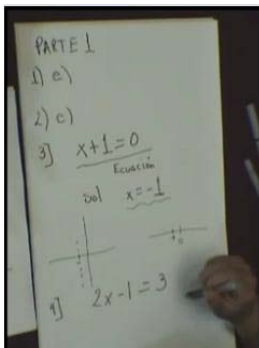 PARTE 1
1) c)
2) c)
3] x+1=0
Ecuación
Sol x=-1
4] 2x-1=3